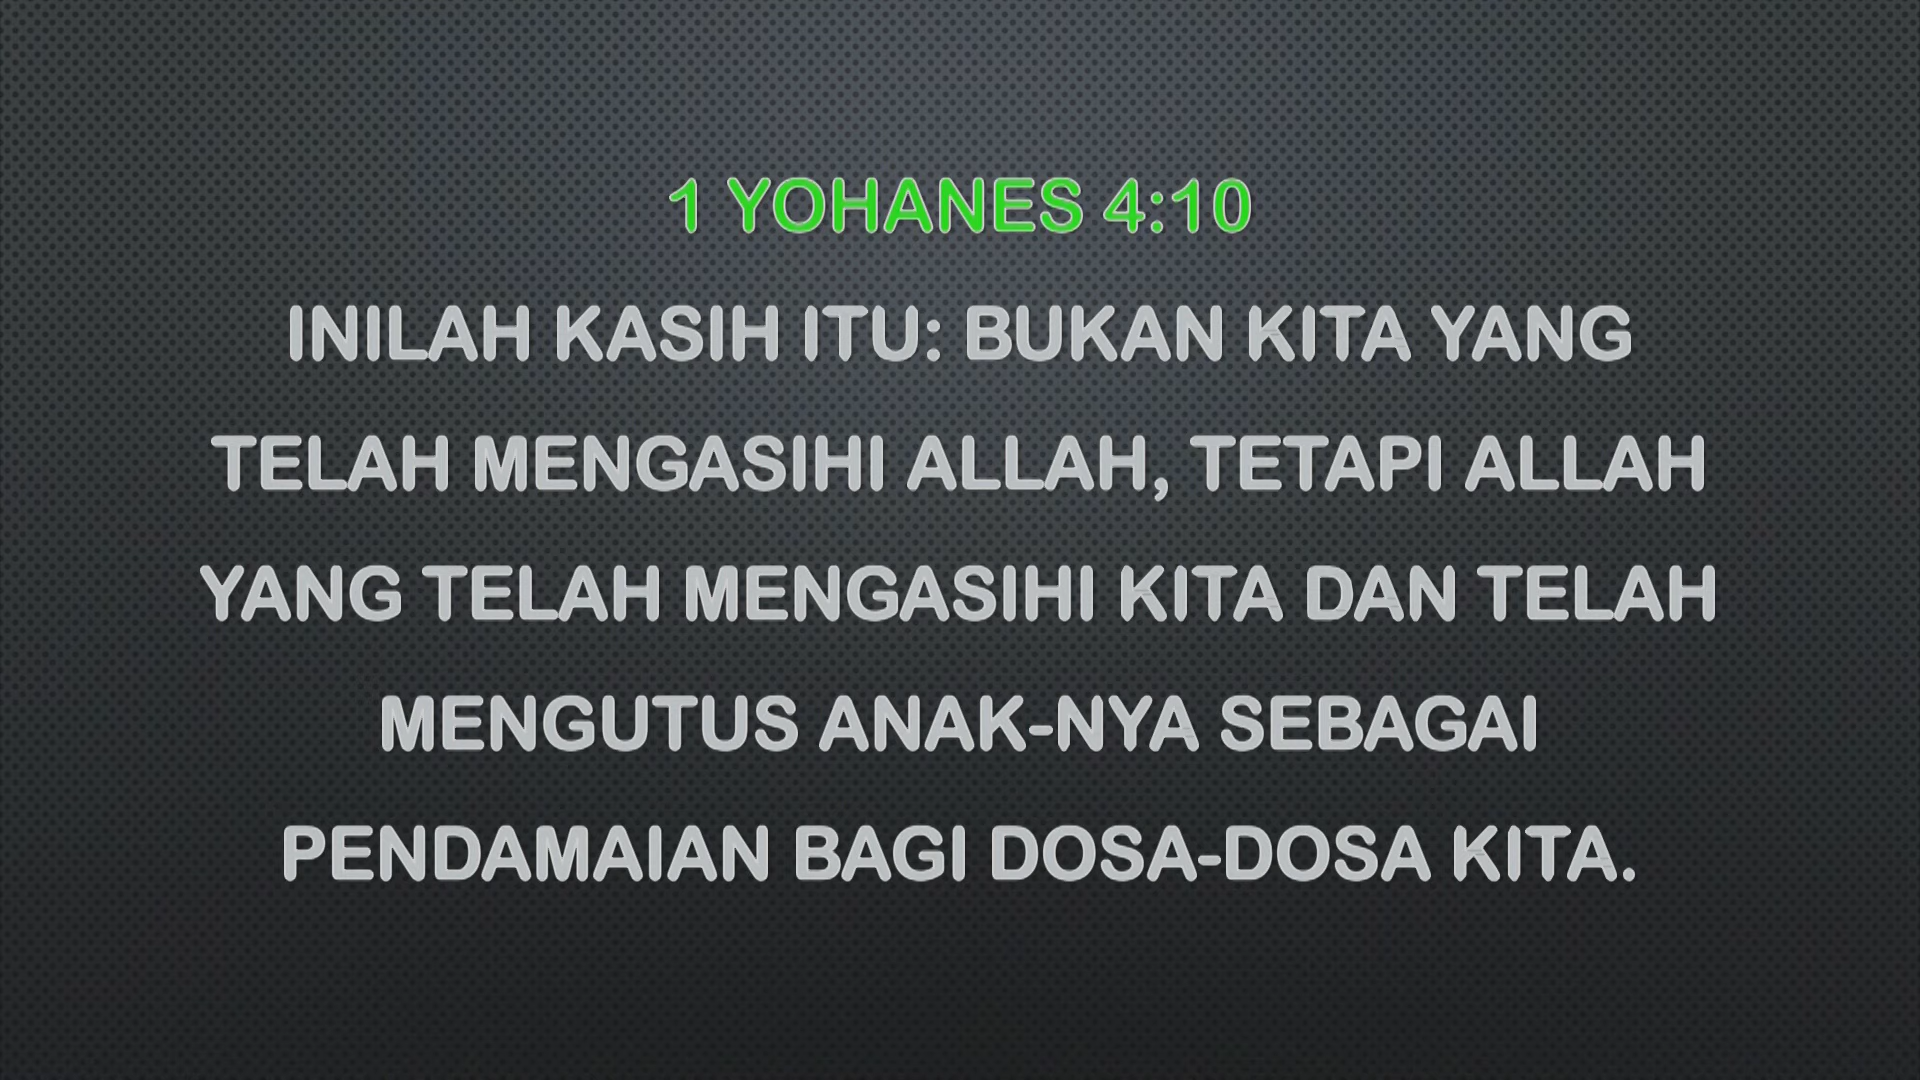 1 YOHANES 4:10
INILAH KASIH ITU: BUKAN KITA YANG
TELAH MENGASIHI ALLAH, TETAPI ALLAH
YANG TELAH MENGASIHI KITA DAN TELAH
MENGUTUS ANAK-NYA SEBAGAI
PENDAMAIAN BAGI DOSA-DOSA KITA.